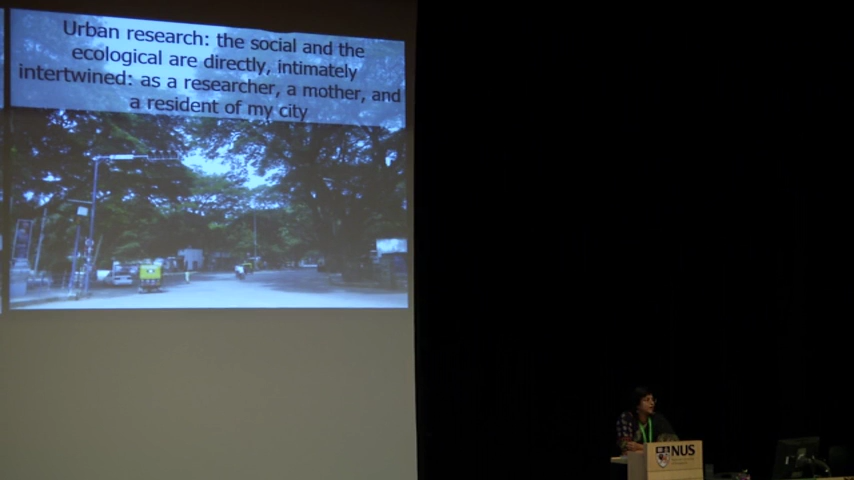 Urban research: the social and the
ecological are directly, intimately
intertwined: as a researcher, a mother, and
a resident of my city
NUS